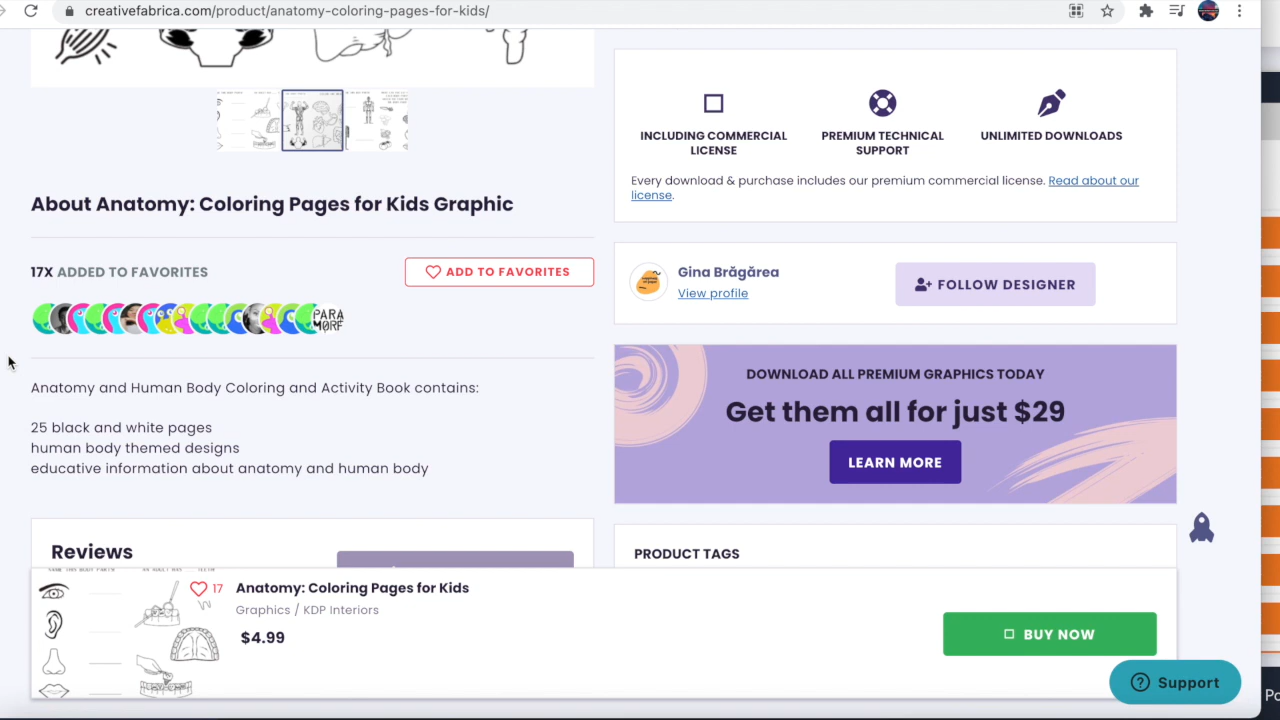 creativefabrica.com/product/anatomy-coloring-pages-for-kids/
INCLUDING COMMERCIAL
LICENSE
PREMIUM TECHNICAL
SUPPORT
UNLIMITED DOWNLOADS
Every download & purchase includes our premium commercial license. Read about our
license.
About Anatomy: Coloring Pages for Kids Graphic
17X ADDED TO FAVORITES
ADD TO FAVORITES
PARA
MORE
Gina Brăgărea
View profile
FOLLOW DESIGNER
Anatomy and Human Body Coloring and Activity Book contains:
25 black and white pages
human body themed designs
educative information about anatomy and human body
DOWNLOAD ALL PREMIUM GRAPHICS TODAY
Get them all for just $29
LEARN MORE
Reviews
PRODUCT TAGS
17
Anatomy: Coloring Pages for Kids
Graphics / KDP Interiors
$4.99
BUY NOW
Support
Po